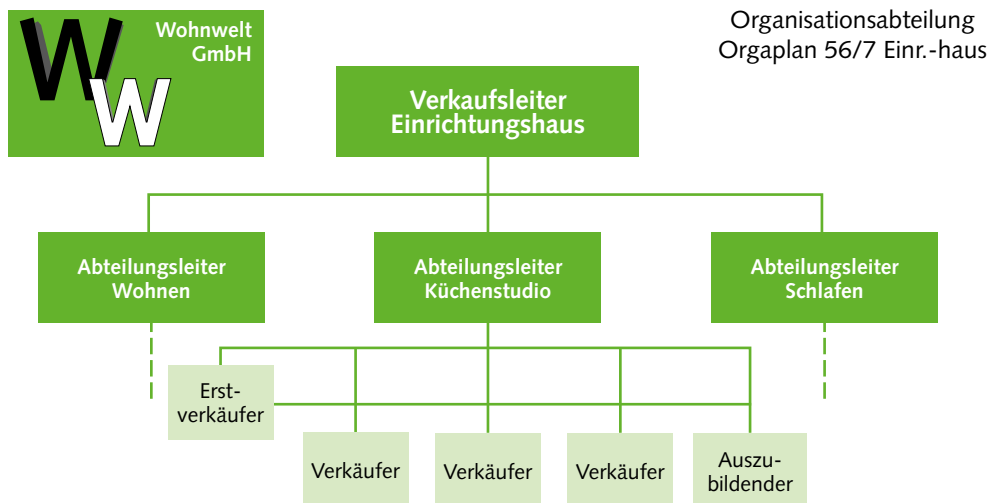 Wohnwelt
GmbH
W
W
Organisationsabteilung
Orgaplan 56/7 Einr.-haus
Verkaufsleiter
Einrichtungshaus
Abteilungsleiter
Wohnen
Abteilungsleiter
Küchenstudio
Abteilungsleiter
Schlafen
Erst-
verkäufer
Verkäufer
Verkäufer
Verkäufer
Auszu-
bildender